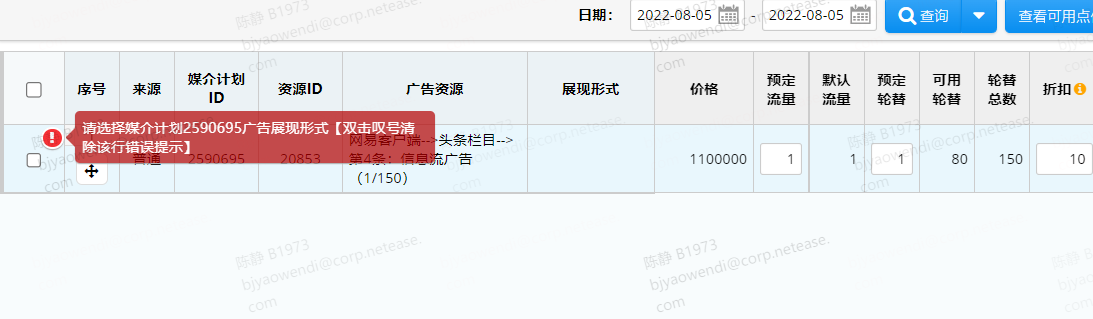 日期： 2022-08-05 - 2022-08-05 查询 查看可用点
序号 来源 媒介计划ID 资源ID 广告资源 展现形式 价格 预定流量 默认流量 预定轮替 可用轮替 轮替总数 折扣
请选择媒介计划2590695广告展现形式【双击叹号清
除该行错误提示】
普通 2590695 20853 网易客户端-->头条栏目-->
第4条：信息流广告
（1/150） 1100000 1 1 1 80 150 10
陈静 B1973
bjyaowendi@corp.netease.
com
陈静 B1973
bjyaowendi@corp.netease.
com
陈静 B1973
bjyaowendi@corp.netease.
com
陈静 B1973
bjyaowendi@corp.netease.
com